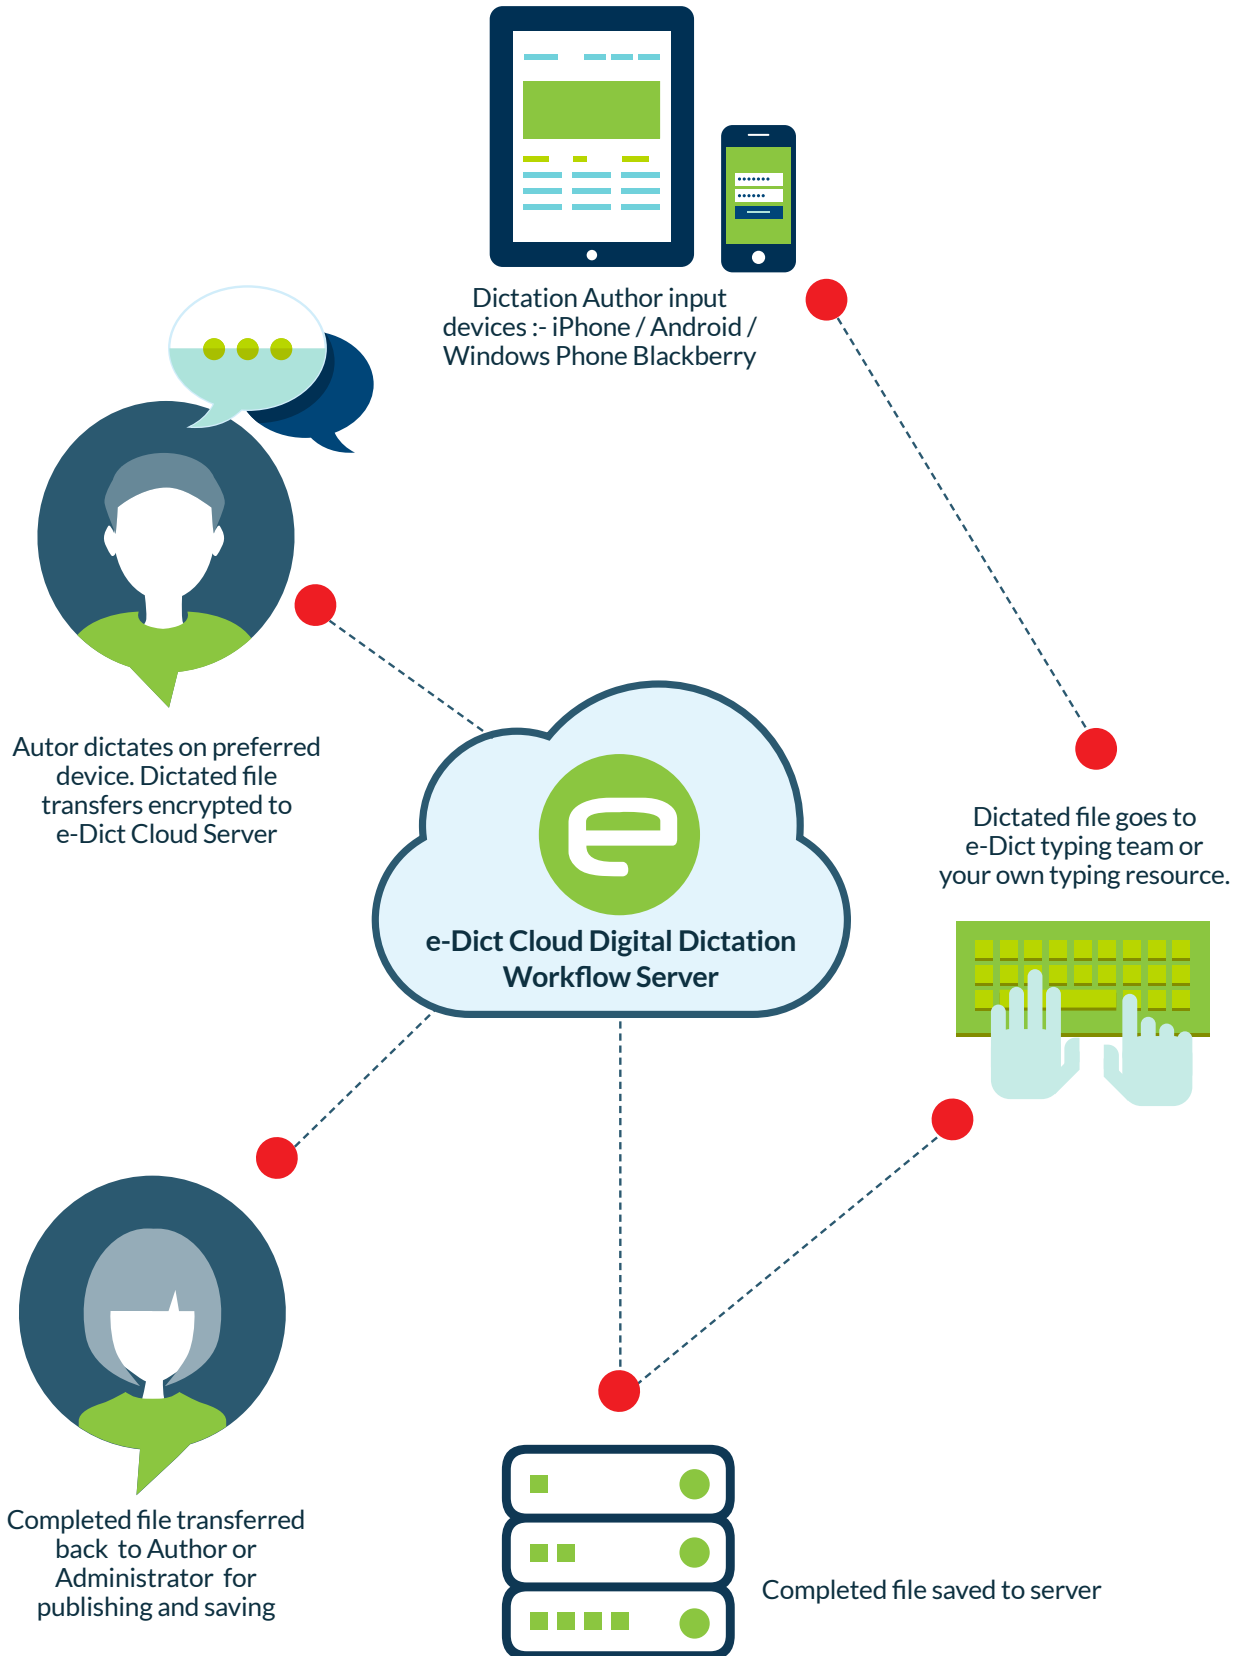 Dictation Author input
devices :- iPhone / Android /
Windows Phone Blackberry
Autor dictates on preferred
device. Dictated file
transfers encrypted to
e-Dict Cloud Server
Dictated file goes to
e-Dict typing team or
your own typing resource.
e
e-Dict Cloud Digital Dictation
Workflow Server
Completed file transferred
back to Author or
Administrator for
publishing and saving
Completed file saved to server